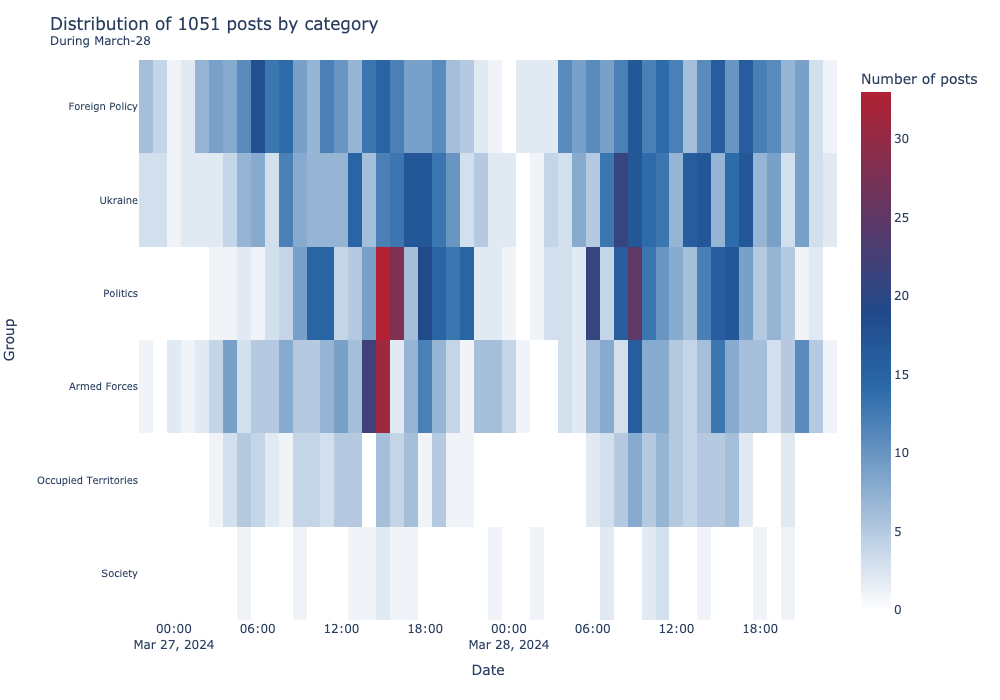 Distribution of 1051 posts by category
During March-28
Number of posts
Foreign Policy
Ukraine
Politics
Armed Forces
Occupied Territories
Society
Group
30
25
20
15
10
5
0
00:00 06:00 12:00 18:00 00:00 06:00 12:00 18:00
Mar 27, 2024 Mar 28, 2024
Date